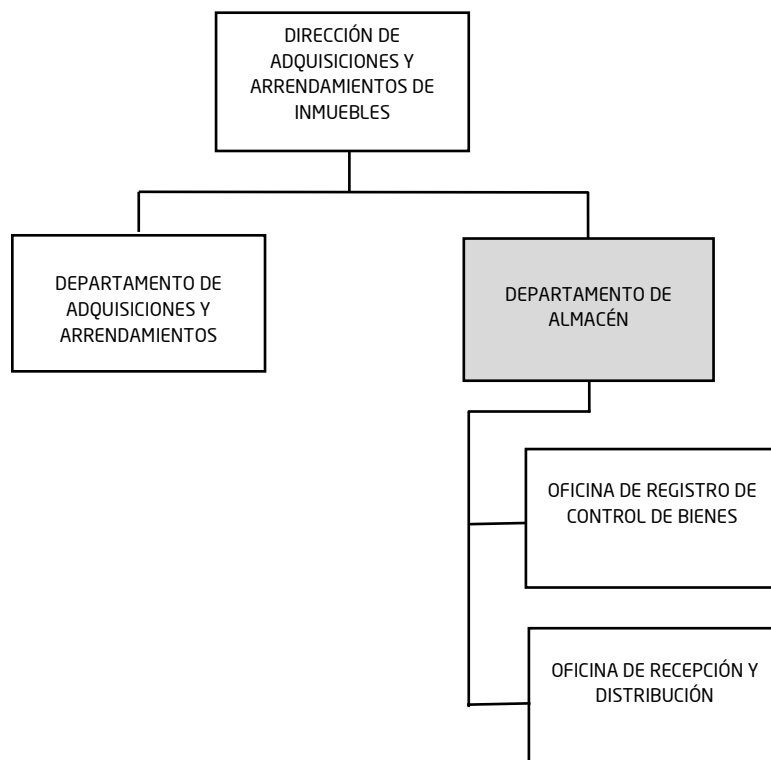 DIRECCIÓN DE
ADQUISICIONES Y
ARRENDAMIENTOS DE
INMUEBLES
DEPARTAMENTO DE
ADQUISICIONES Y
ARRENDAMIENTOS
DEPARTAMENTO DE
ALMACÉN
OFICINA DE REGISTRO DE
CONTROL DE BIENES
OFICINA DE RECEPCIÓN Y
DISTRIBUCIÓN